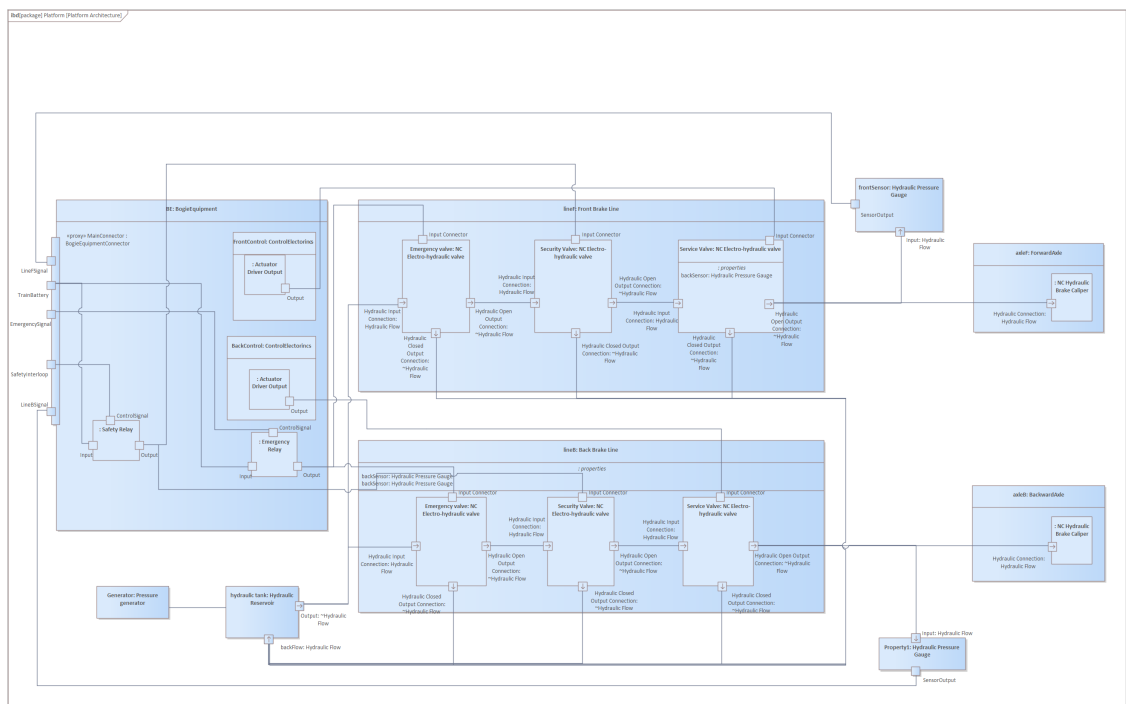 ibd[package] Platform [Platform Architecture]
frontSensor: Hydraulic Pressure
Gauge
SensorOutput
Input: Hydraulic
Flow
BE: BogieEquipment
«proxy» MainConnector :
BogieEquipmentConnector
LineFSignal
TrainBattery
EmergencySignal
SafetyInterloop
LineBSignal
FrontControl: ControlElectorinics
: Actuator
Driver Output
Output
BackControl: ControlElectorinics
: Actuator
Driver Output
Output
ControlSignal
: Safety Relay
Input
Output
ControlSignal
: Emergency
Relay
Input
Output
lineF: Front Brake Line
Input Connector
Emergency valve: NC
Electro-hydraulic valve
Hydraulic Input
Connection:
Hydraulic Flow
Hydraulic Open
Output
Connection:
~Hydraulic Flow
Hydraulic
Closed
Output
Connection:
~Hydraulic
Flow
Input Connector
Security Valve: NC Electro-
hydraulic valve
Hydraulic Input
Connection:
Hydraulic Flow
Hydraulic Open
Output Connection:
~Hydraulic Flow
Hydraulic Closed Output
Connection: ~Hydraulic
Flow
Input Connector
Service Valve: NC Electro-hydraulic valve
: properties
backSensor: Hydraulic Pressure Gauge
Hydraulic Input
Connection: Hydraulic
Flow
Hydraulic
Open Output
Connection:
~Hydraulic
Flow
Hydraulic
Closed Output
Connection:
~Hydraulic
Flow
axleF: ForwardAxle
: NC Hydraulic
Brake Caliper
Hydraulic Connection:
Hydraulic Flow
lineB: Back Brake Line
: properties
backSensor: Hydraulic Pressure Gauge
backSensor: Hydraulic Pressure Gauge
Input Connector
Emergency valve: NC
Electro-hydraulic valve
Hydraulic Input
Connection: Hydraulic
Flow
Hydraulic Open
Output
Connection:
~Hydraulic Flow
Hydraulic Closed
Output Connection:
~Hydraulic Flow
Input Connector
Security Valve: NC
Electro-hydraulic valve
Hydraulic Input
Connection:
Hydraulic Flow
Hydraulic Open
Output
Connection:
~Hydraulic Flow
Hydraulic Closed
Output Connection:
~Hydraulic Flow
Input Connector
Service Valve: NC Electro-
hydraulic valve
Hydraulic Input
Connection:
Hydraulic Flow
Hydraulic Open Output
Connection: ~Hydraulic
Flow
Hydraulic Closed
Output Connection:
~Hydraulic Flow
axleB: BackwardAxle
: NC Hydraulic
Brake Caliper
Hydraulic Connection:
Hydraulic Flow
Generator: Pressure
generator
hydraulic tank: Hydraulic
Reservoir
Output: ~Hydraulic
Flow
backFlow: Hydraulic Flow
Input: Hydraulic Flow
Property1: Hydraulic Pressure
Gauge
SensorOutput